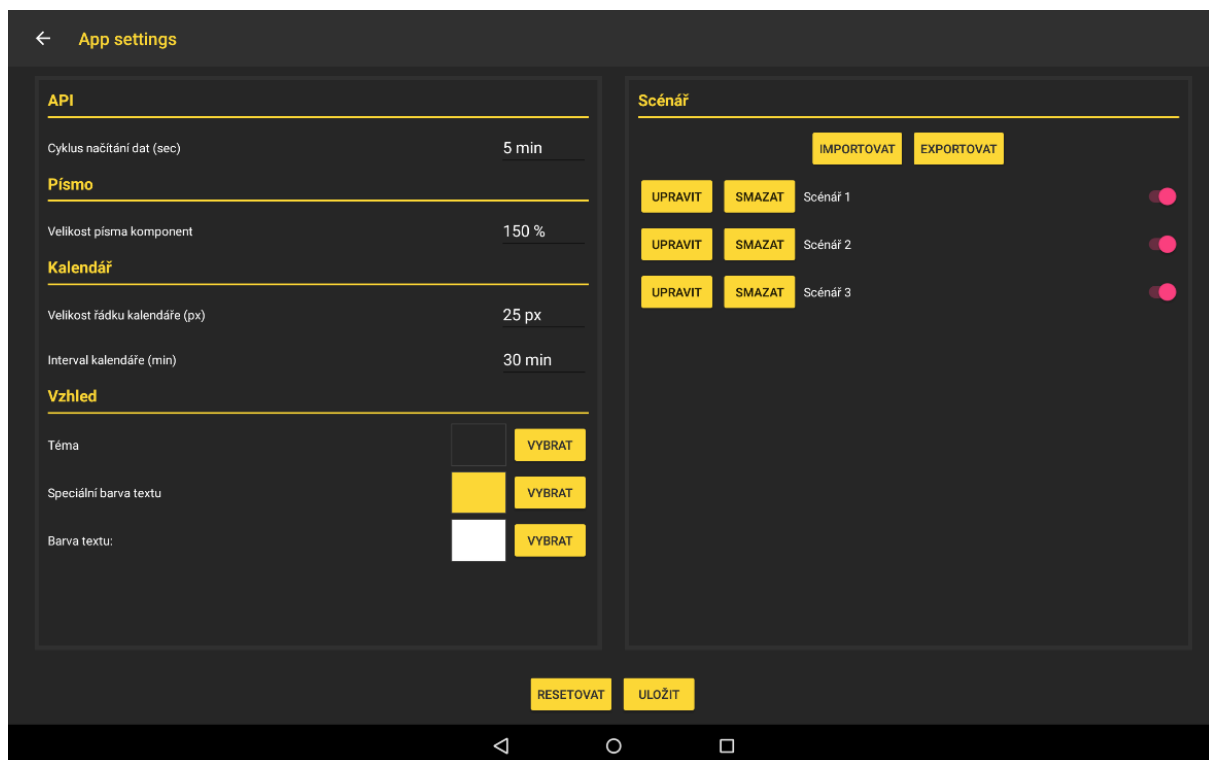 App settings
API
Cyklus načítání dat (sec) 5 min
Písmo
Velikost písma komponent 150 %
Kalendář
Velikost řádku kalendáře (px) 25 px
Interval kalendáře (min) 30 min
Vzhled
Téma VYBRAT
Speciální barva textu VYBRAT
Barva textu: VYBRAT
Scénář
IMPORTOVAT EXPORTOVAT
UPRAVIT SMAZAT Scénář 1
UPRAVIT SMAZAT Scénář 2
UPRAVIT SMAZAT Scénář 3
RESETOVAT ULOŽIT